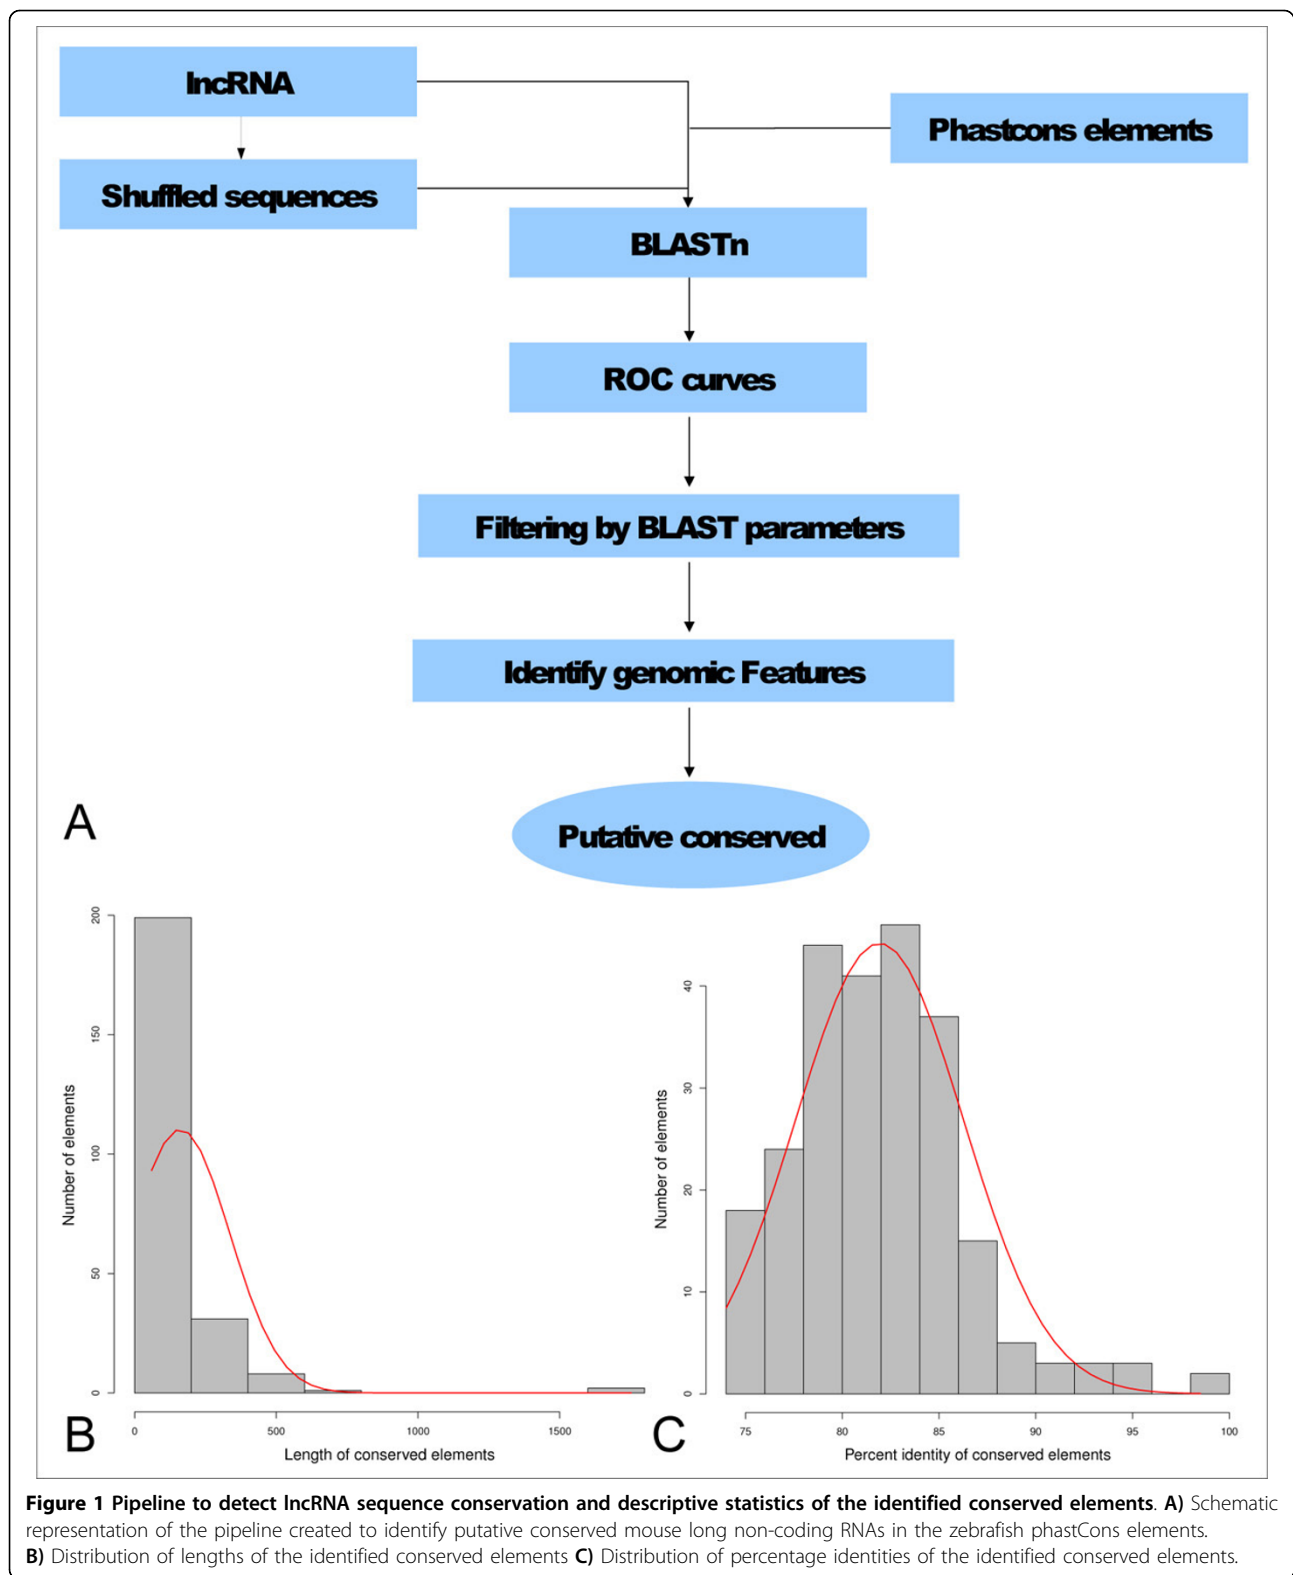 lncRNA
Phastcons elements
Shuffled sequences
BLASTn
ROC curves
Filtering by BLAST parameters
Identify genomic Features
Putative conserved
A
200
150
100
50
0
Number of elements
0 500 1000 1500
Length of conserved elements
B
40
30
20
10
0
Number of elements
75 80 85 90 95 100
Percent identity of conserved elements
C
Figure 1 Pipeline to detect lncRNA sequence conservation and descriptive statistics of the identified conserved elements. A) Schematic
representation of the pipeline created to identify putative conserved mouse long non-coding RNAs in the zebrafish phastCons elements.
B) Distribution of lengths of the identified conserved elements C) Distribution of percentage identities of the identified conserved elements.